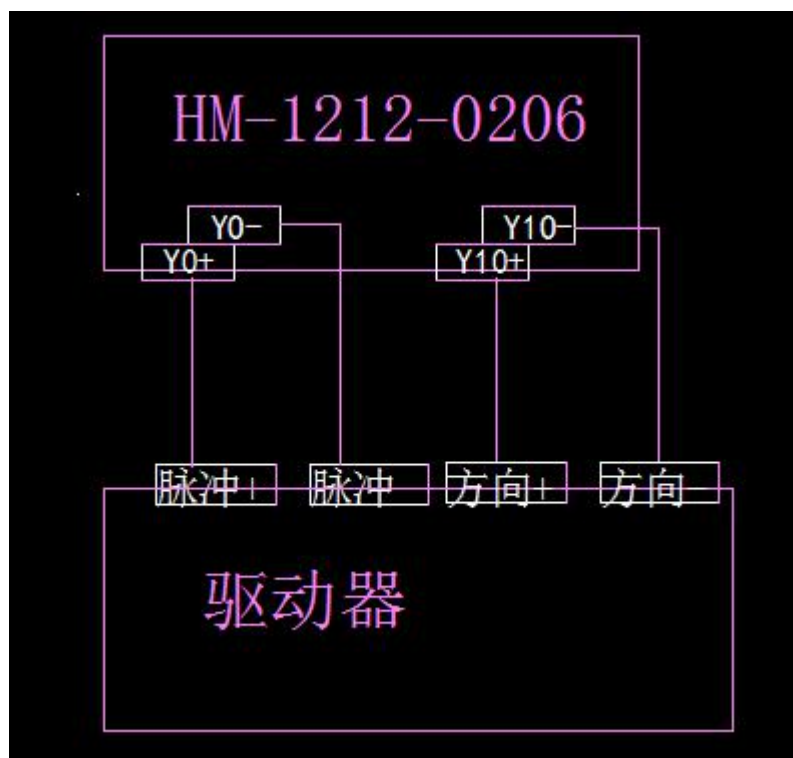 HM-1212-0206
Y0-
Y10-
Y0+
Y10+
脉冲+
脉冲
方向+
方向-
驱动器